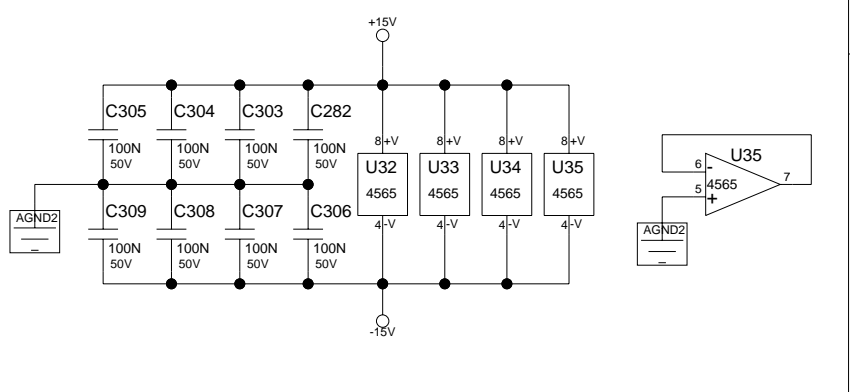 +15V
C305 C304 C303 C282
100N 100N 100N 100N
50V 50V 50V 50V
8 +V 8 +V 8 +V 8 +V
U32 U33 U34 U35
4565 4565 4565 4565
4 -V 4 -V 4 -V 4 -V
AGND2
C309 C308 C307 C306
100N 100N 100N 100N
50V 50V 50V 50V
-15V
U35
6 -
4565
7
5 +
AGND2